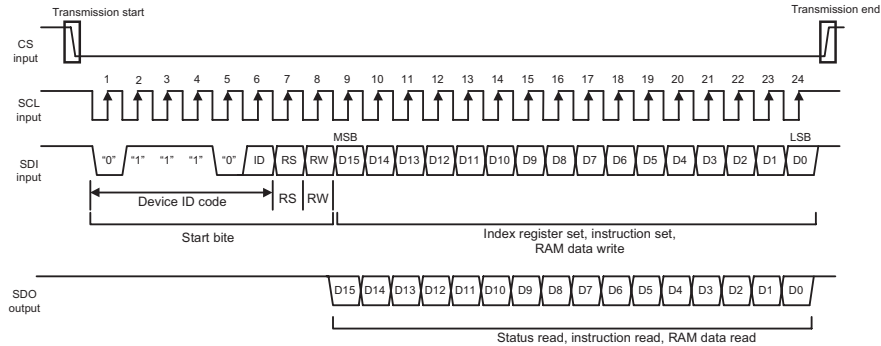 Transmission start
Transmission end
CS
input
1 2 3 4 5 6 7 8 9 10 11 12 13 14 15 16 17 18 19 20 21 22 23 24
SCL
input
MSB
LSB
SDI
input
“0” “1” “1” “1” “0” ID RS RW D15 D14 D13 D12 D11 D10 D9 D8 D7 D6 D5 D4 D3 D2 D1 D0
Device ID code
RS RW
Start bite
Index register set, instruction set,
RAM data write
SDO
output
D15 D14 D13 D12 D11 D10 D9 D8 D7 D6 D5 D4 D3 D2 D1 D0
Status read, instruction read, RAM data read